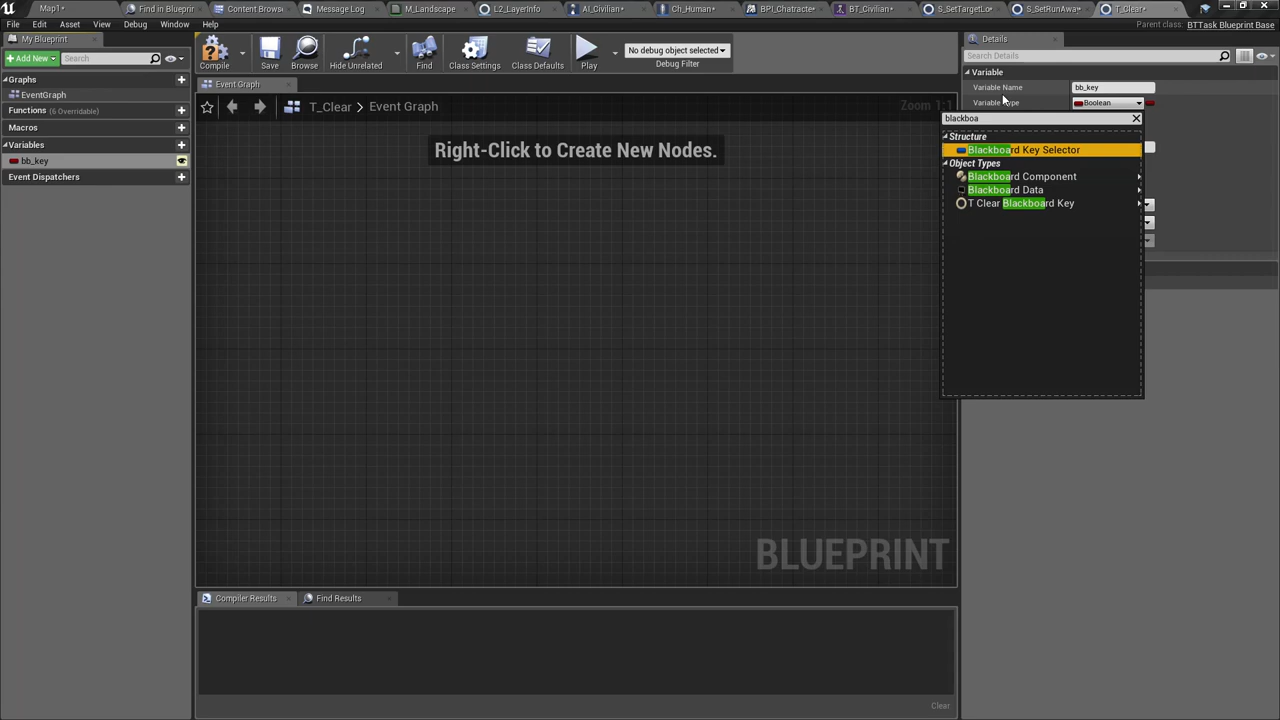 Map1*
Find in Blueprin
Content Brows
Message Log
M_Landscape
L2_LayerInfo
AI_Civilian*
Ch_Human*
BPI_Charactre
BT_Civilian*
S_SetTargetLo*
S_SetRunAwa*
T_Clear*
File Edit Asset View Debug Window Help
Parent class: BTTask Blueprint Base
My Blueprint
Details
Add New
Search
Search Details
Compile
Save
Browse
Hide Unrelated
Find
Class Settings
Class Defaults
Play
No debug object selected
Debug Filter
Graphs
EventGraph
Functions (6 Overridable)
Macros
Variables
bb_key
Event Dispatchers
Event Graph
T_Clear > Event Graph
Zoom 1:1
Right-Click to Create New Nodes.
BLUEPRINT
Variable
Variable Name
bb_key
Variable Type
Boolean
blackboa
Structure
Blackboard Key Selector
Object Types
Blackboard Component
Blackboard Data
T Clear Blackboard Key
Compiler Results
Find Results
Clear